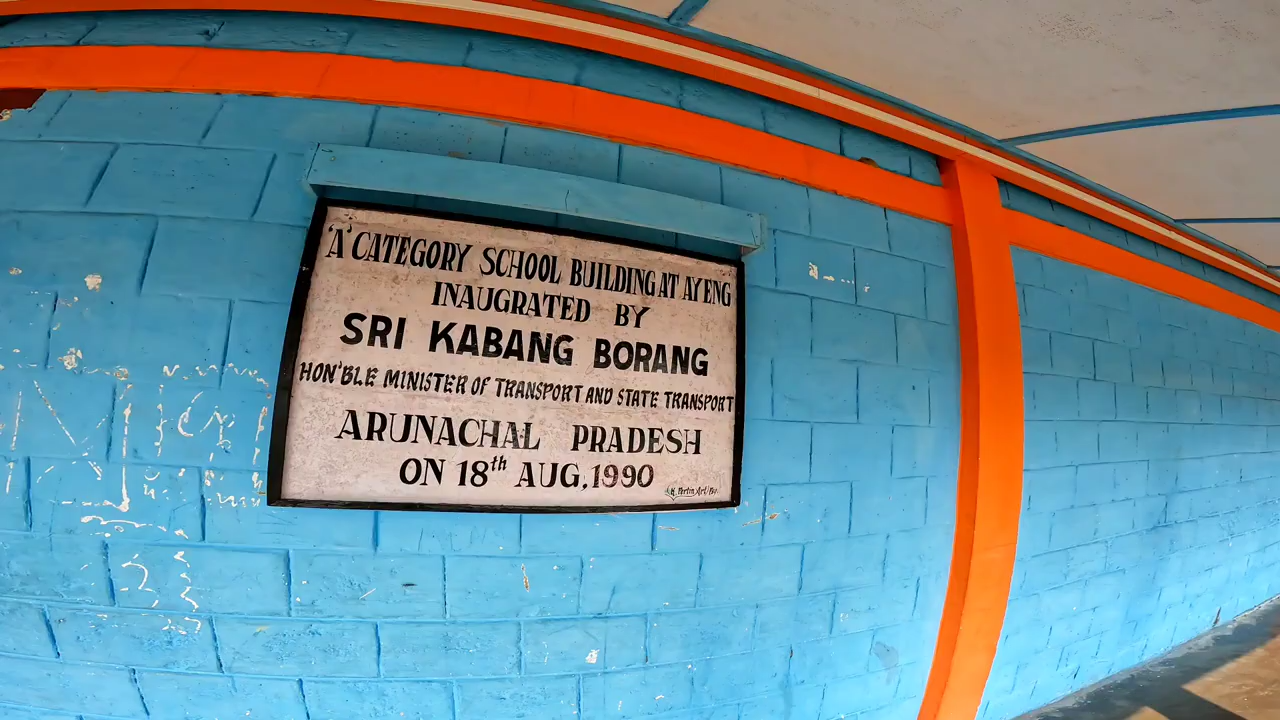 'A' CATEGORY SCHOOL BUILDING AT AYENG
INAUGRATED BY
SRI KABANG BORANG
HON'BLE MINISTER OF TRANSPORT AND STATE TRANSPORT
ARUNACHAL PRADESH
ON 18th AUG, 1990